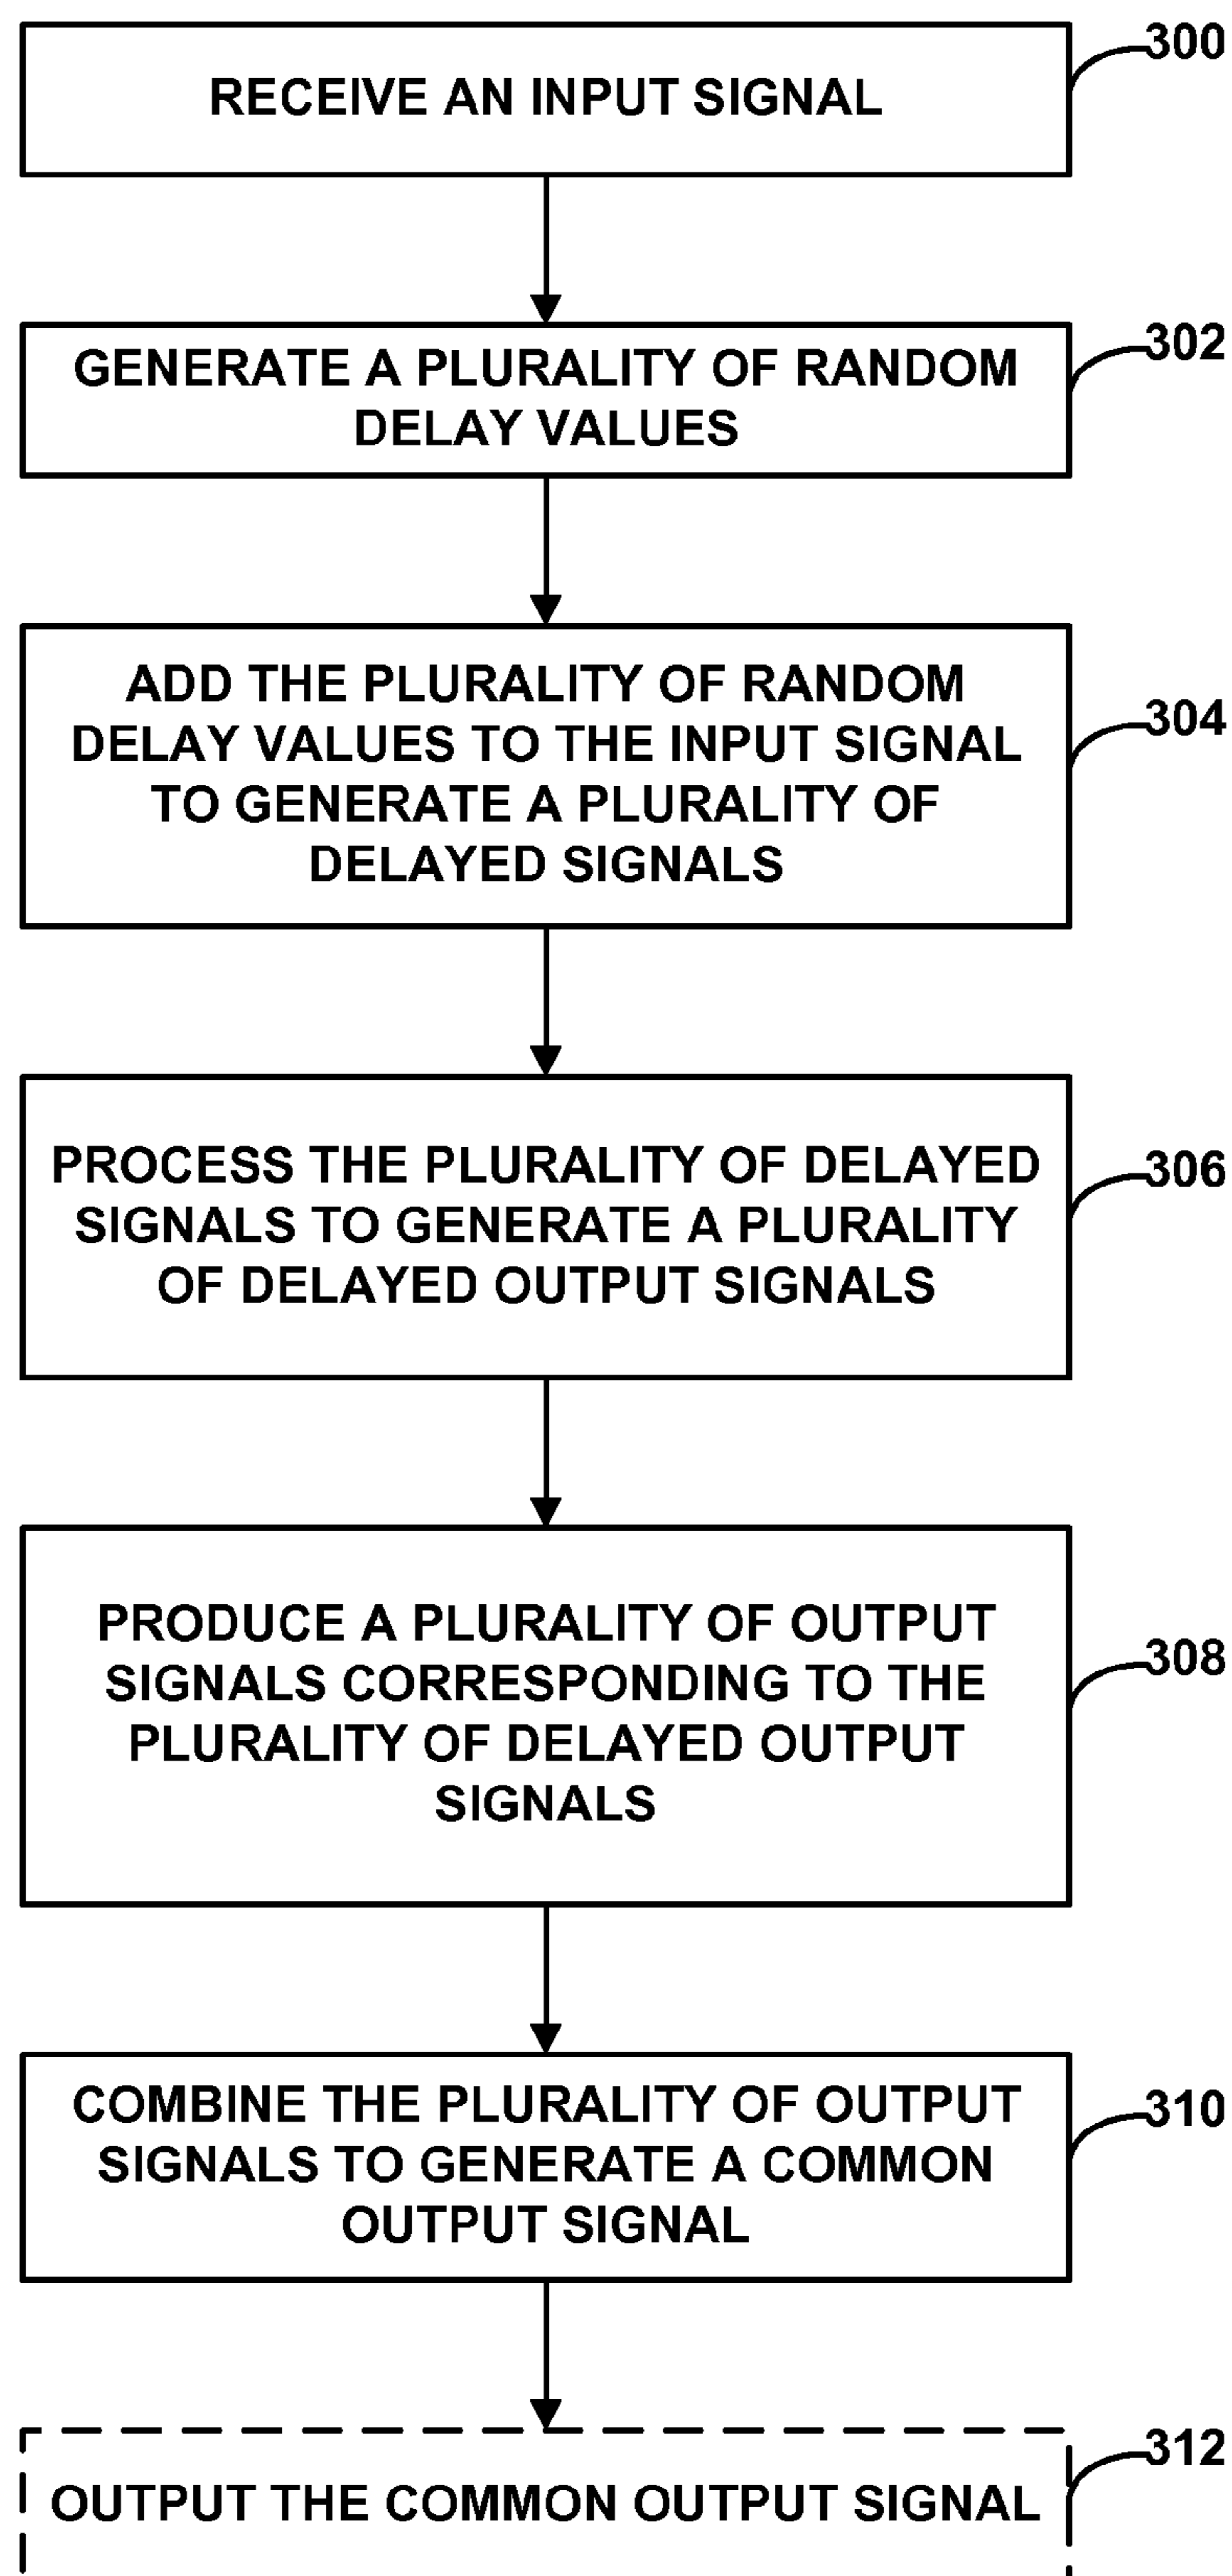 300
RECEIVE AN INPUT SIGNAL
302
GENERATE A PLURALITY OF RANDOM
DELAY VALUES
304
ADD THE PLURALITY OF RANDOM
DELAY VALUES TO THE INPUT SIGNAL
TO GENERATE A PLURALITY OF
DELAYED SIGNALS
306
PROCESS THE PLURALITY OF DELAYED
SIGNALS TO GENERATE A PLURALITY
OF DELAYED OUTPUT SIGNALS
308
PRODUCE A PLURALITY OF OUTPUT
SIGNALS CORRESPONDING TO THE
PLURALITY OF DELAYED OUTPUT
SIGNALS
310
COMBINE THE PLURALITY OF OUTPUT
SIGNALS TO GENERATE A COMMON
OUTPUT SIGNAL
312
OUTPUT THE COMMON OUTPUT SIGNAL